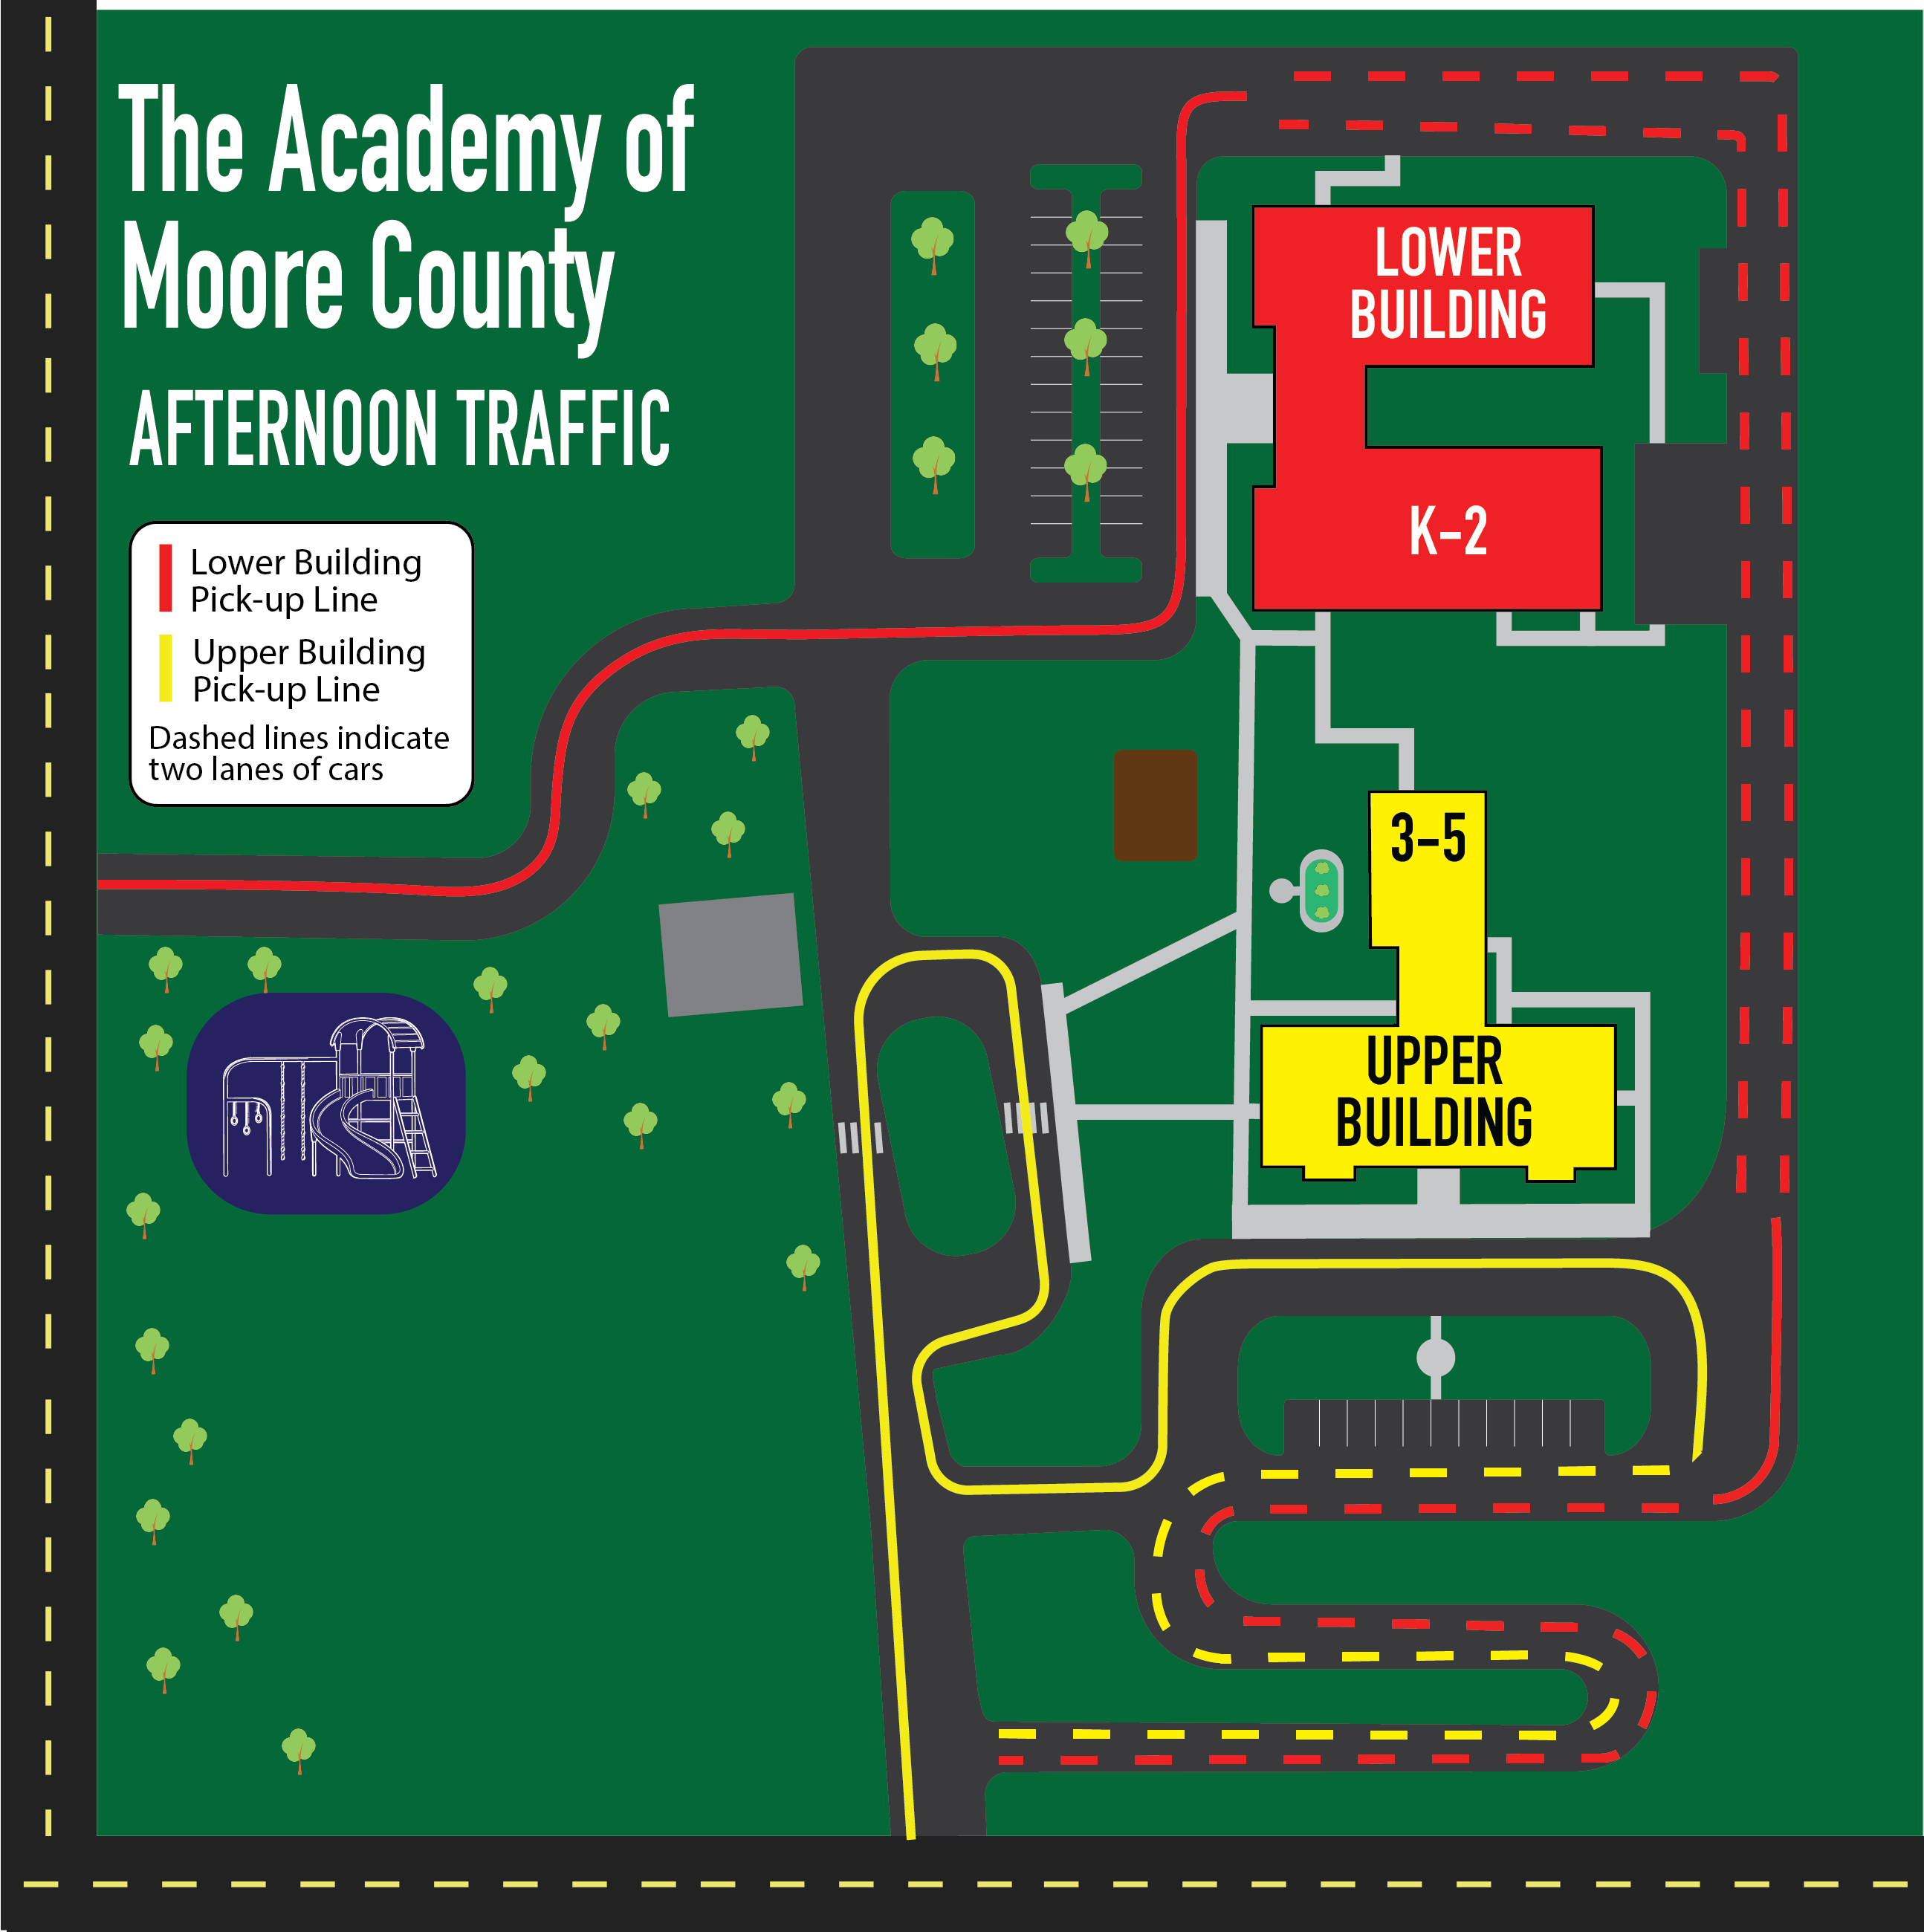 The Academy of
Moore County
AFTERNOON TRAFFIC
Lower Building
Pick-up Line
Upper Building
Pick-up Line
Dashed lines indicate
two lanes of cars
LOWER
BUILDING
K-2
3-5
UPPER
BUILDING